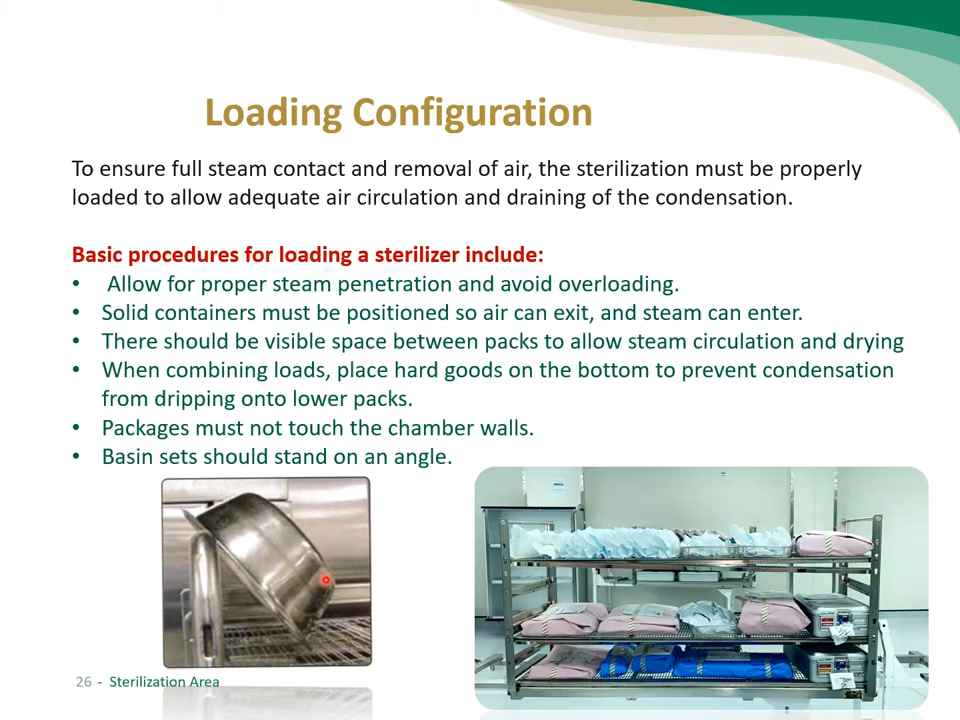 Loading Configuration
To ensure full steam contact and removal of air, the sterilization must be properly
loaded to allow adequate air circulation and draining of the condensation.
Basic procedures for loading a sterilizer include:
• Allow for proper steam penetration and avoid overloading.
• Solid containers must be positioned so air can exit, and steam can enter.
• There should be visible space between packs to allow steam circulation and drying
• When combining loads, place hard goods on the bottom to prevent condensation
from dripping onto lower packs.
• Packages must not touch the chamber walls.
• Basin sets should stand on an angle.
26 - Sterilization Area